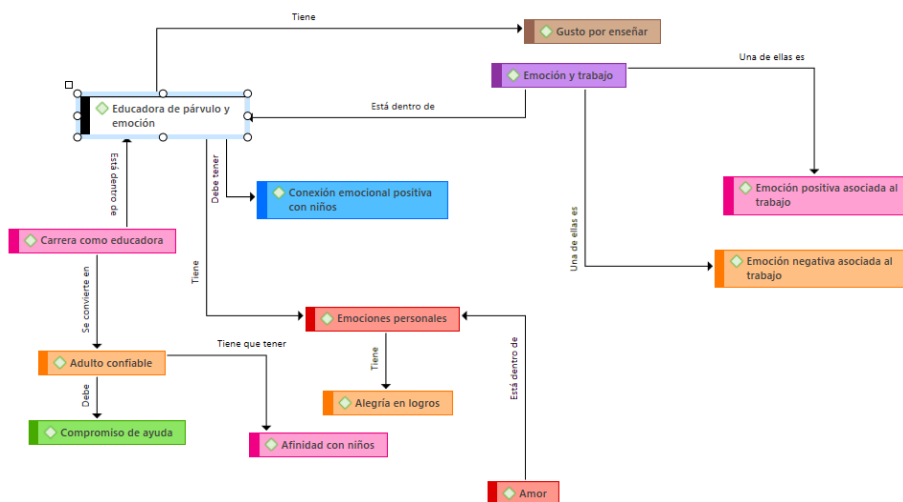 Tiene
Gusto por enseñar
Una de ellas es
Emoción y trabajo
Educadora de párvulo y
emoción
Está dentro de
Está dentro de
Debe tener
Conexión emocional positiva
con niños
Emoción positiva asociada al
trabajo
Una de ellas es
Carrera como educadora
Emoción negativa asociada al
trabajo
Tiene
Se convierte en
Emociones personales
Tiene que tener
Adulto confiable
Tiene
Está dentro de
Debe
Alegría en logros
Compromiso de ayuda
Afinidad con niños
Amor